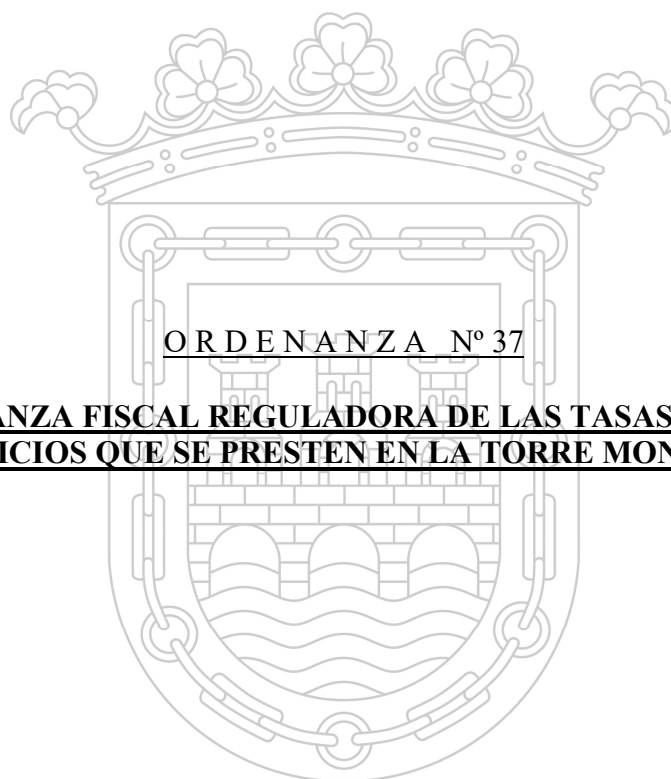 O R D E N A N Z A Nº 37
ANZA FISCAL REGULADORA DE LAS TASAS
ICIOS QUE SE PRESTEN EN LA TORRE MON